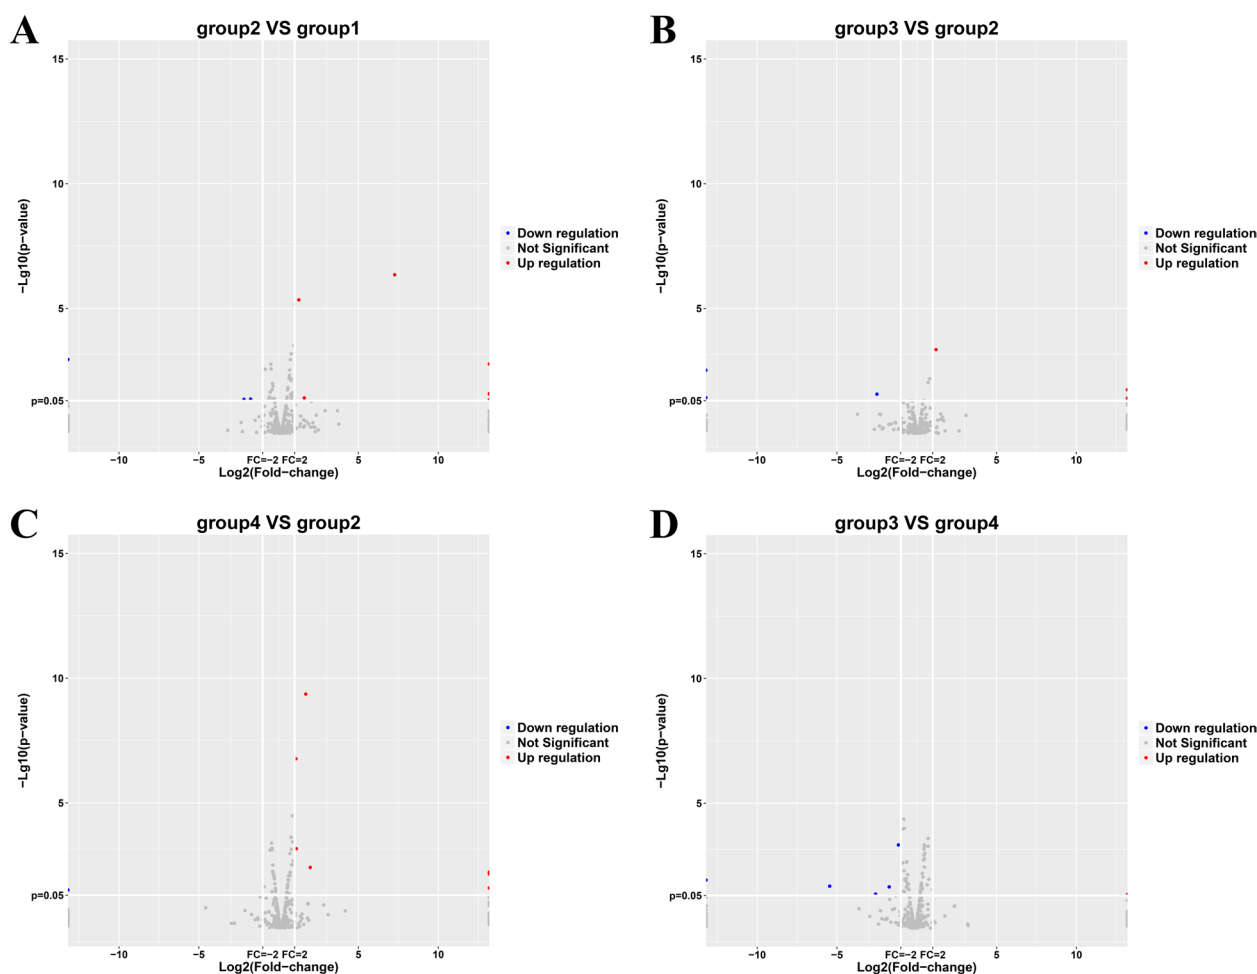 A
group2 VS group1
15
10
5
p=0.05
−Lg10(p−value)
−10
−5
FC=−2
FC=2
5
10
Log2(Fold−change)
Down regulation
Not Significant
Up regulation
B
group3 VS group2
15
10
5
p=0.05
−Lg10(p−value)
−10
−5
FC=−2
FC=2
5
10
Log2(Fold−change)
Down regulation
Not Significant
Up regulation
C
group4 VS group2
15
10
5
p=0.05
−Lg10(p−value)
−10
−5
FC=−2
FC=2
5
10
Log2(Fold−change)
Down regulation
Not Significant
Up regulation
D
group3 VS group4
15
10
5
p=0.05
−Lg10(p−value)
−10
−5
FC=−2
FC=2
5
10
Log2(Fold−change)
Down regulation
Not Significant
Up regulation